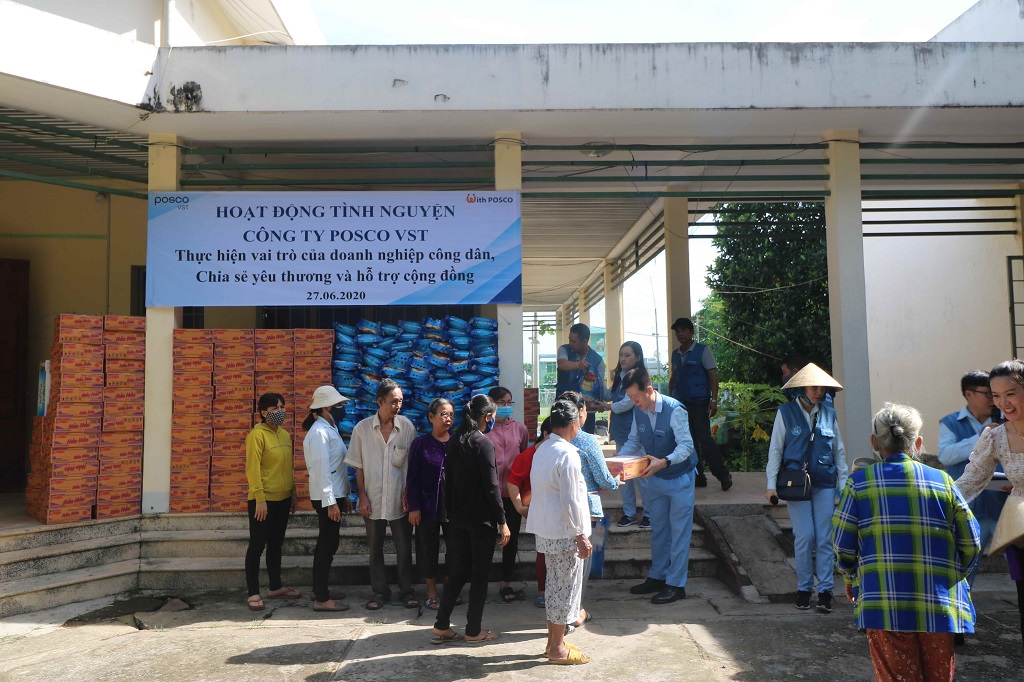 posco
vst
With POSCO
HOẠT ĐỘNG TÌNH NGUYỆN
CÔNG TY POSCO VST
Thực hiện vai trò của doanh nghiệp công dân,
Chia sẻ yêu thương và hỗ trợ cộng đồng
27.06.2020